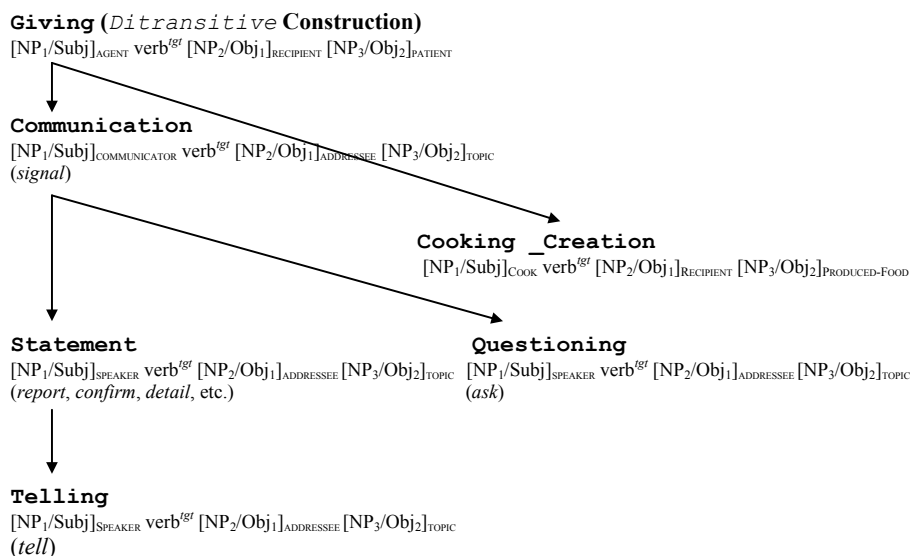 Giving (Ditransitive Construction)
[NP₁/Subj]AGENT verbᵗᵍᵗ [NP₂/Obj₁]RECIPIENT [NP₃/Obj₂]PATIENT
Communication
[NP₁/Subj]COMMUNICATOR verbᵗᵍᵗ [NP₂/Obj₁]ADDRESSEE [NP₃/Obj₂]TOPIC
(signal)
Cooking _Creation
[NP₁/Subj]COOK verbᵗᵍᵗ [NP₂/Obj₁]RECIPIENT [NP₃/Obj₂]PRODUCED-FOOD
Statement
[NP₁/Subj]SPEAKER verbᵗᵍᵗ [NP₂/Obj₁]ADDRESSEE [NP₃/Obj₂]TOPIC
(report, confirm, detail, etc.)
Questioning
[NP₁/Subj]SPEAKER verbᵗᵍᵗ [NP₂/Obj₁]ADDRESSEE [NP₃/Obj₂]TOPIC
(ask)
Telling
[NP₁/Subj]SPEAKER verbᵗᵍᵗ [NP₂/Obj₁]ADDRESSEE [NP₃/Obj₂]TOPIC
(tell)